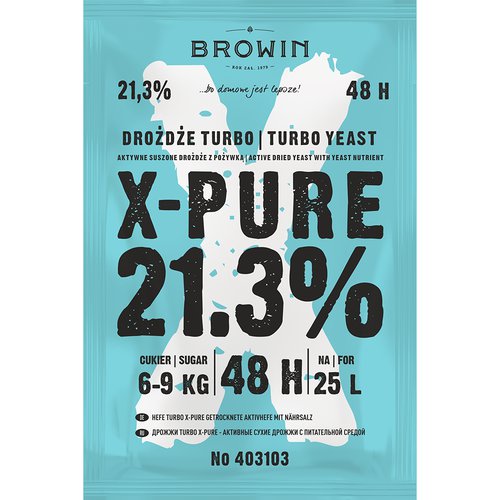 BROWIN
ROK ZAŁ. 1979
21,3% ...bo domowe jest lepsze! 48 H
DROŻDŻE TURBO | TURBO YEAST
AKTYWNE SUSZONE DROŻDŻE Z POŻYWKĄ | ACTIVE DRIED YEAST WITH YEAST NUTRIENT
X-PURE
21.3%
CUKIER | SUGAR NA | FOR
6-9 KG 48 H 25 L
DE HEFE TURBO X-PURE GETROCKNETE AKTIVHEFE MIT NÄHRSALZ
RU ДРОЖЖИ TURBO X-PURE - АКТИВНЫЕ СУХИЕ ДРОЖЖИ С ПИТАТЕЛЬНОЙ СРЕДОЙ
No 403103